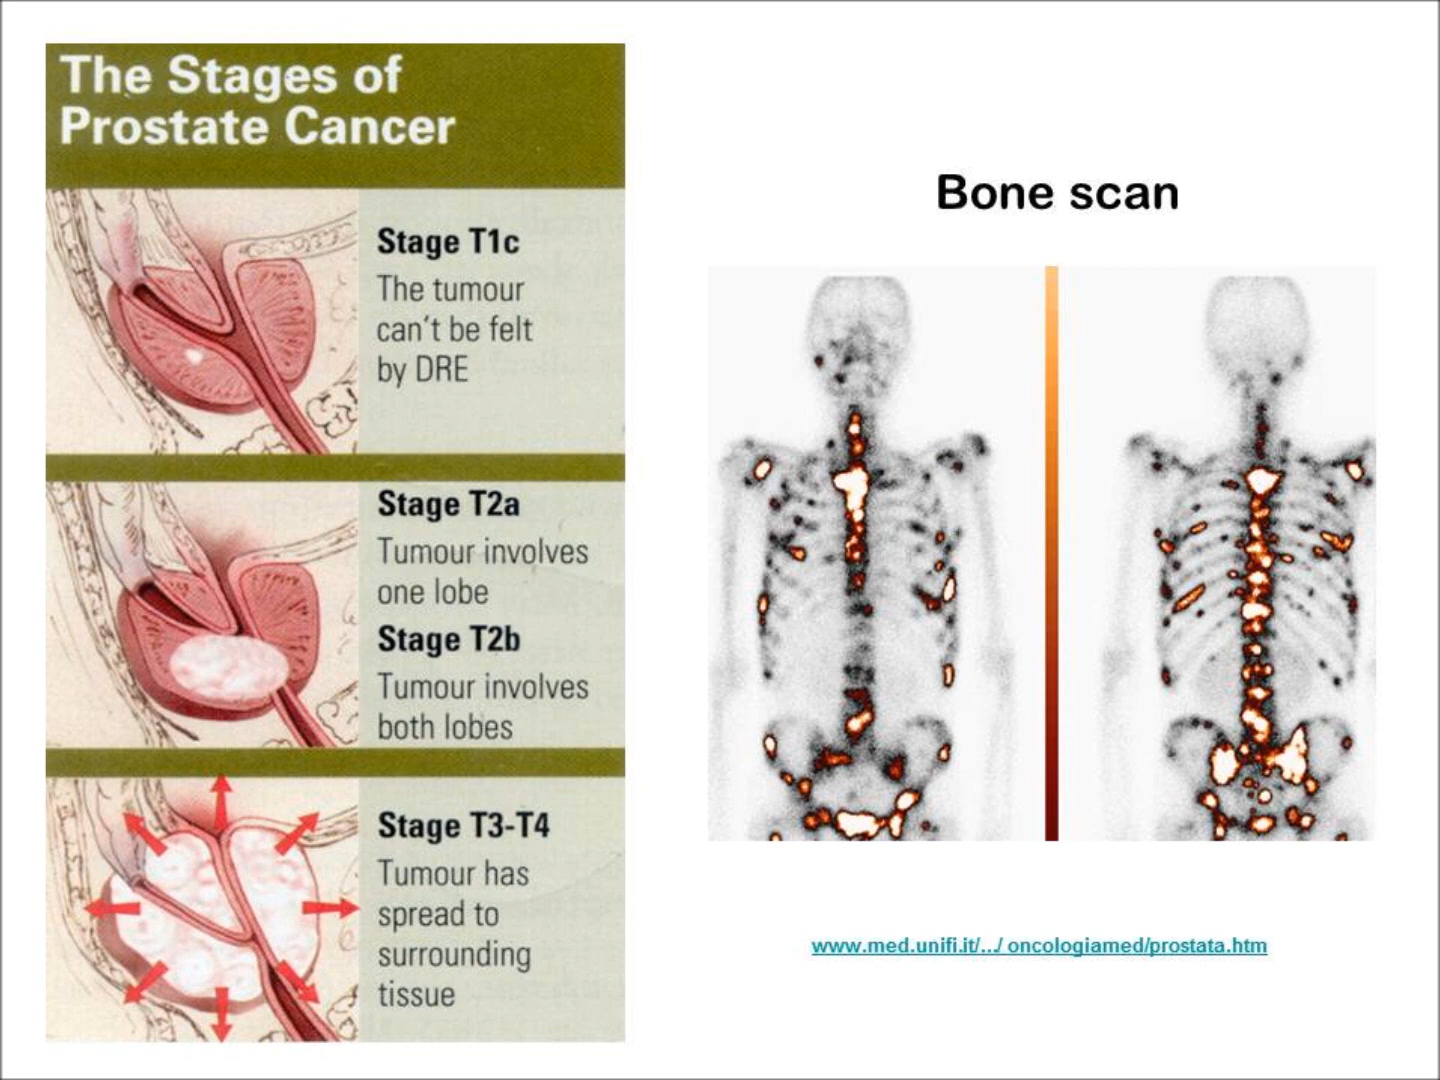 The Stages of
Prostate Cancer
Stage T1c
The tumour
can't be felt
by DRE
Stage T2a
Tumour involves
one lobe
Stage T2b
Tumour involves
both lobes
Stage T3-T4
Tumour has
spread to
surrounding
tissue
Bone scan
www.med.unifi.it/.../ oncologiamed/prostata.htm